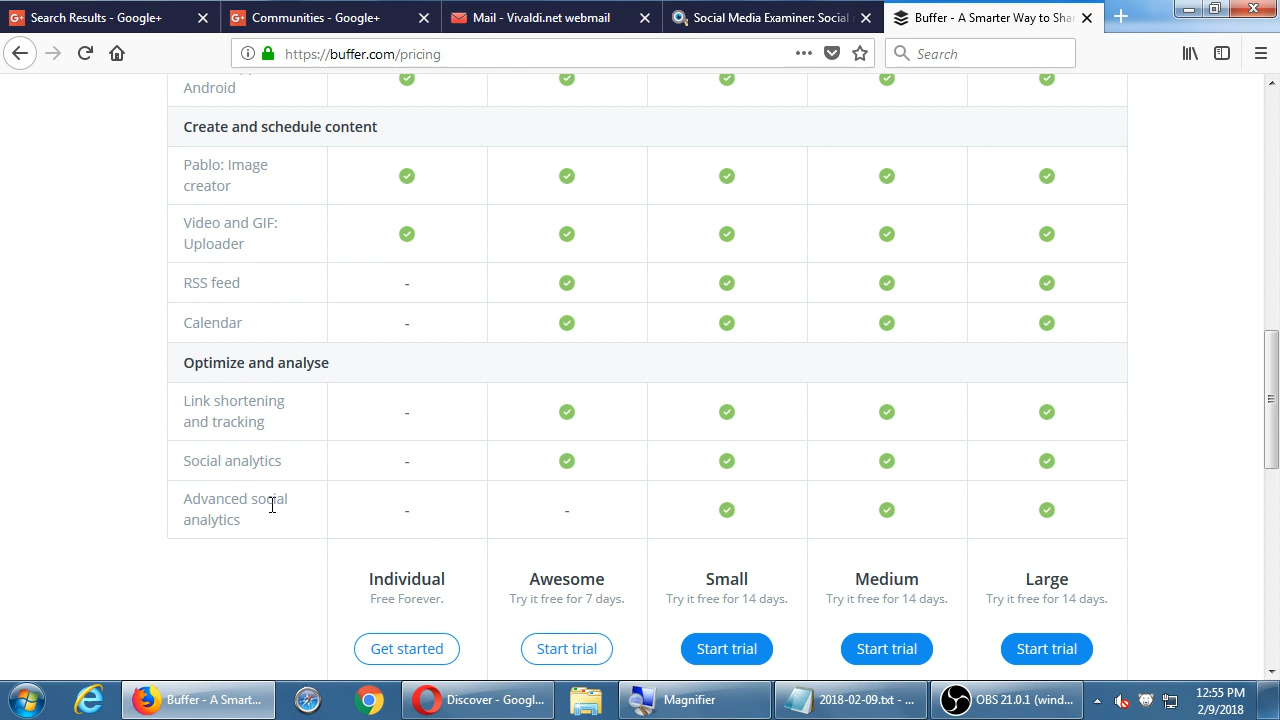 Search Results - Google+
Communities - Google+
Mail - Vivaldi.net webmail
Social Media Examiner: Social
Buffer - A Smarter Way to Shar
https://buffer.com/pricing
Search
Android
Create and schedule content
Pablo: Image
creator
Video and GIF:
Uploader
RSS feed
-
Calendar
-
Optimize and analyse
Link shortening
and tracking
-
Social analytics
-
Advanced social
analytics
- -
Individual Awesome Small Medium Large
Free Forever. Try it free for 7 days. Try it free for 14 days. Try it free for 14 days. Try it free for 14 days.
Get started Start trial Start trial Start trial Start trial
Buffer - A Smart...
Discover - Googl...
Magnifier
2018-02-09.txt - ...
OBS 21.0.1 (wind...
12:55 PM
2/9/2018